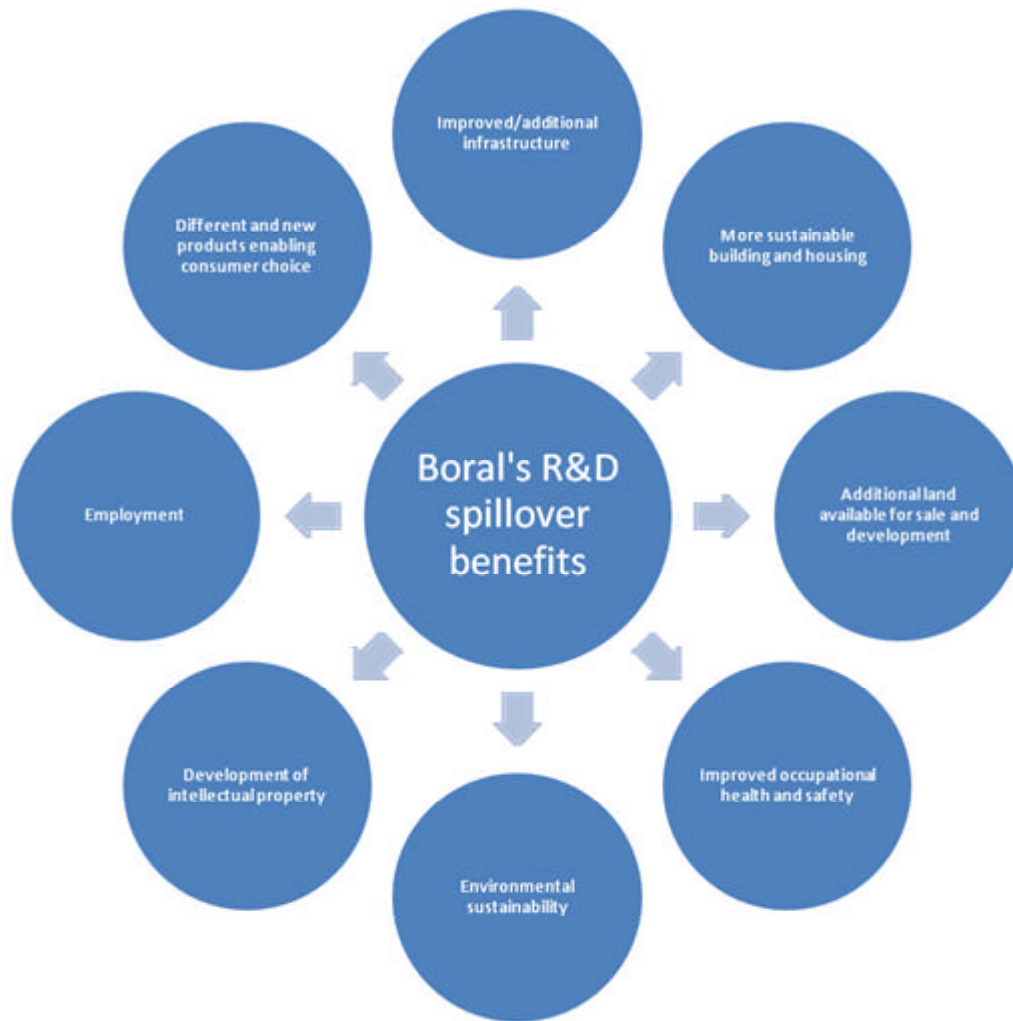 Improved/additional
infrastructure
More sustainable
building and housing
Additional land
available for sale and
development
Improved occupational
health and safety
Environmental
sustainability
Development of
intellectual property
Employment
Different and new
products enabling
consumer choice
Boral's R&D
spillover
benefits